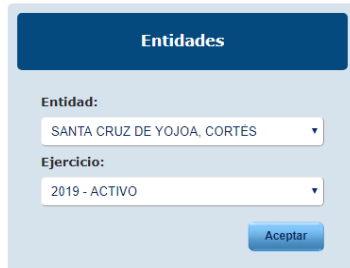 Entidades
Entidad:
SANTA CRUZ DE YOJOA, CORTÉS
Ejercicio:
2019 - ACTIVO
Aceptar